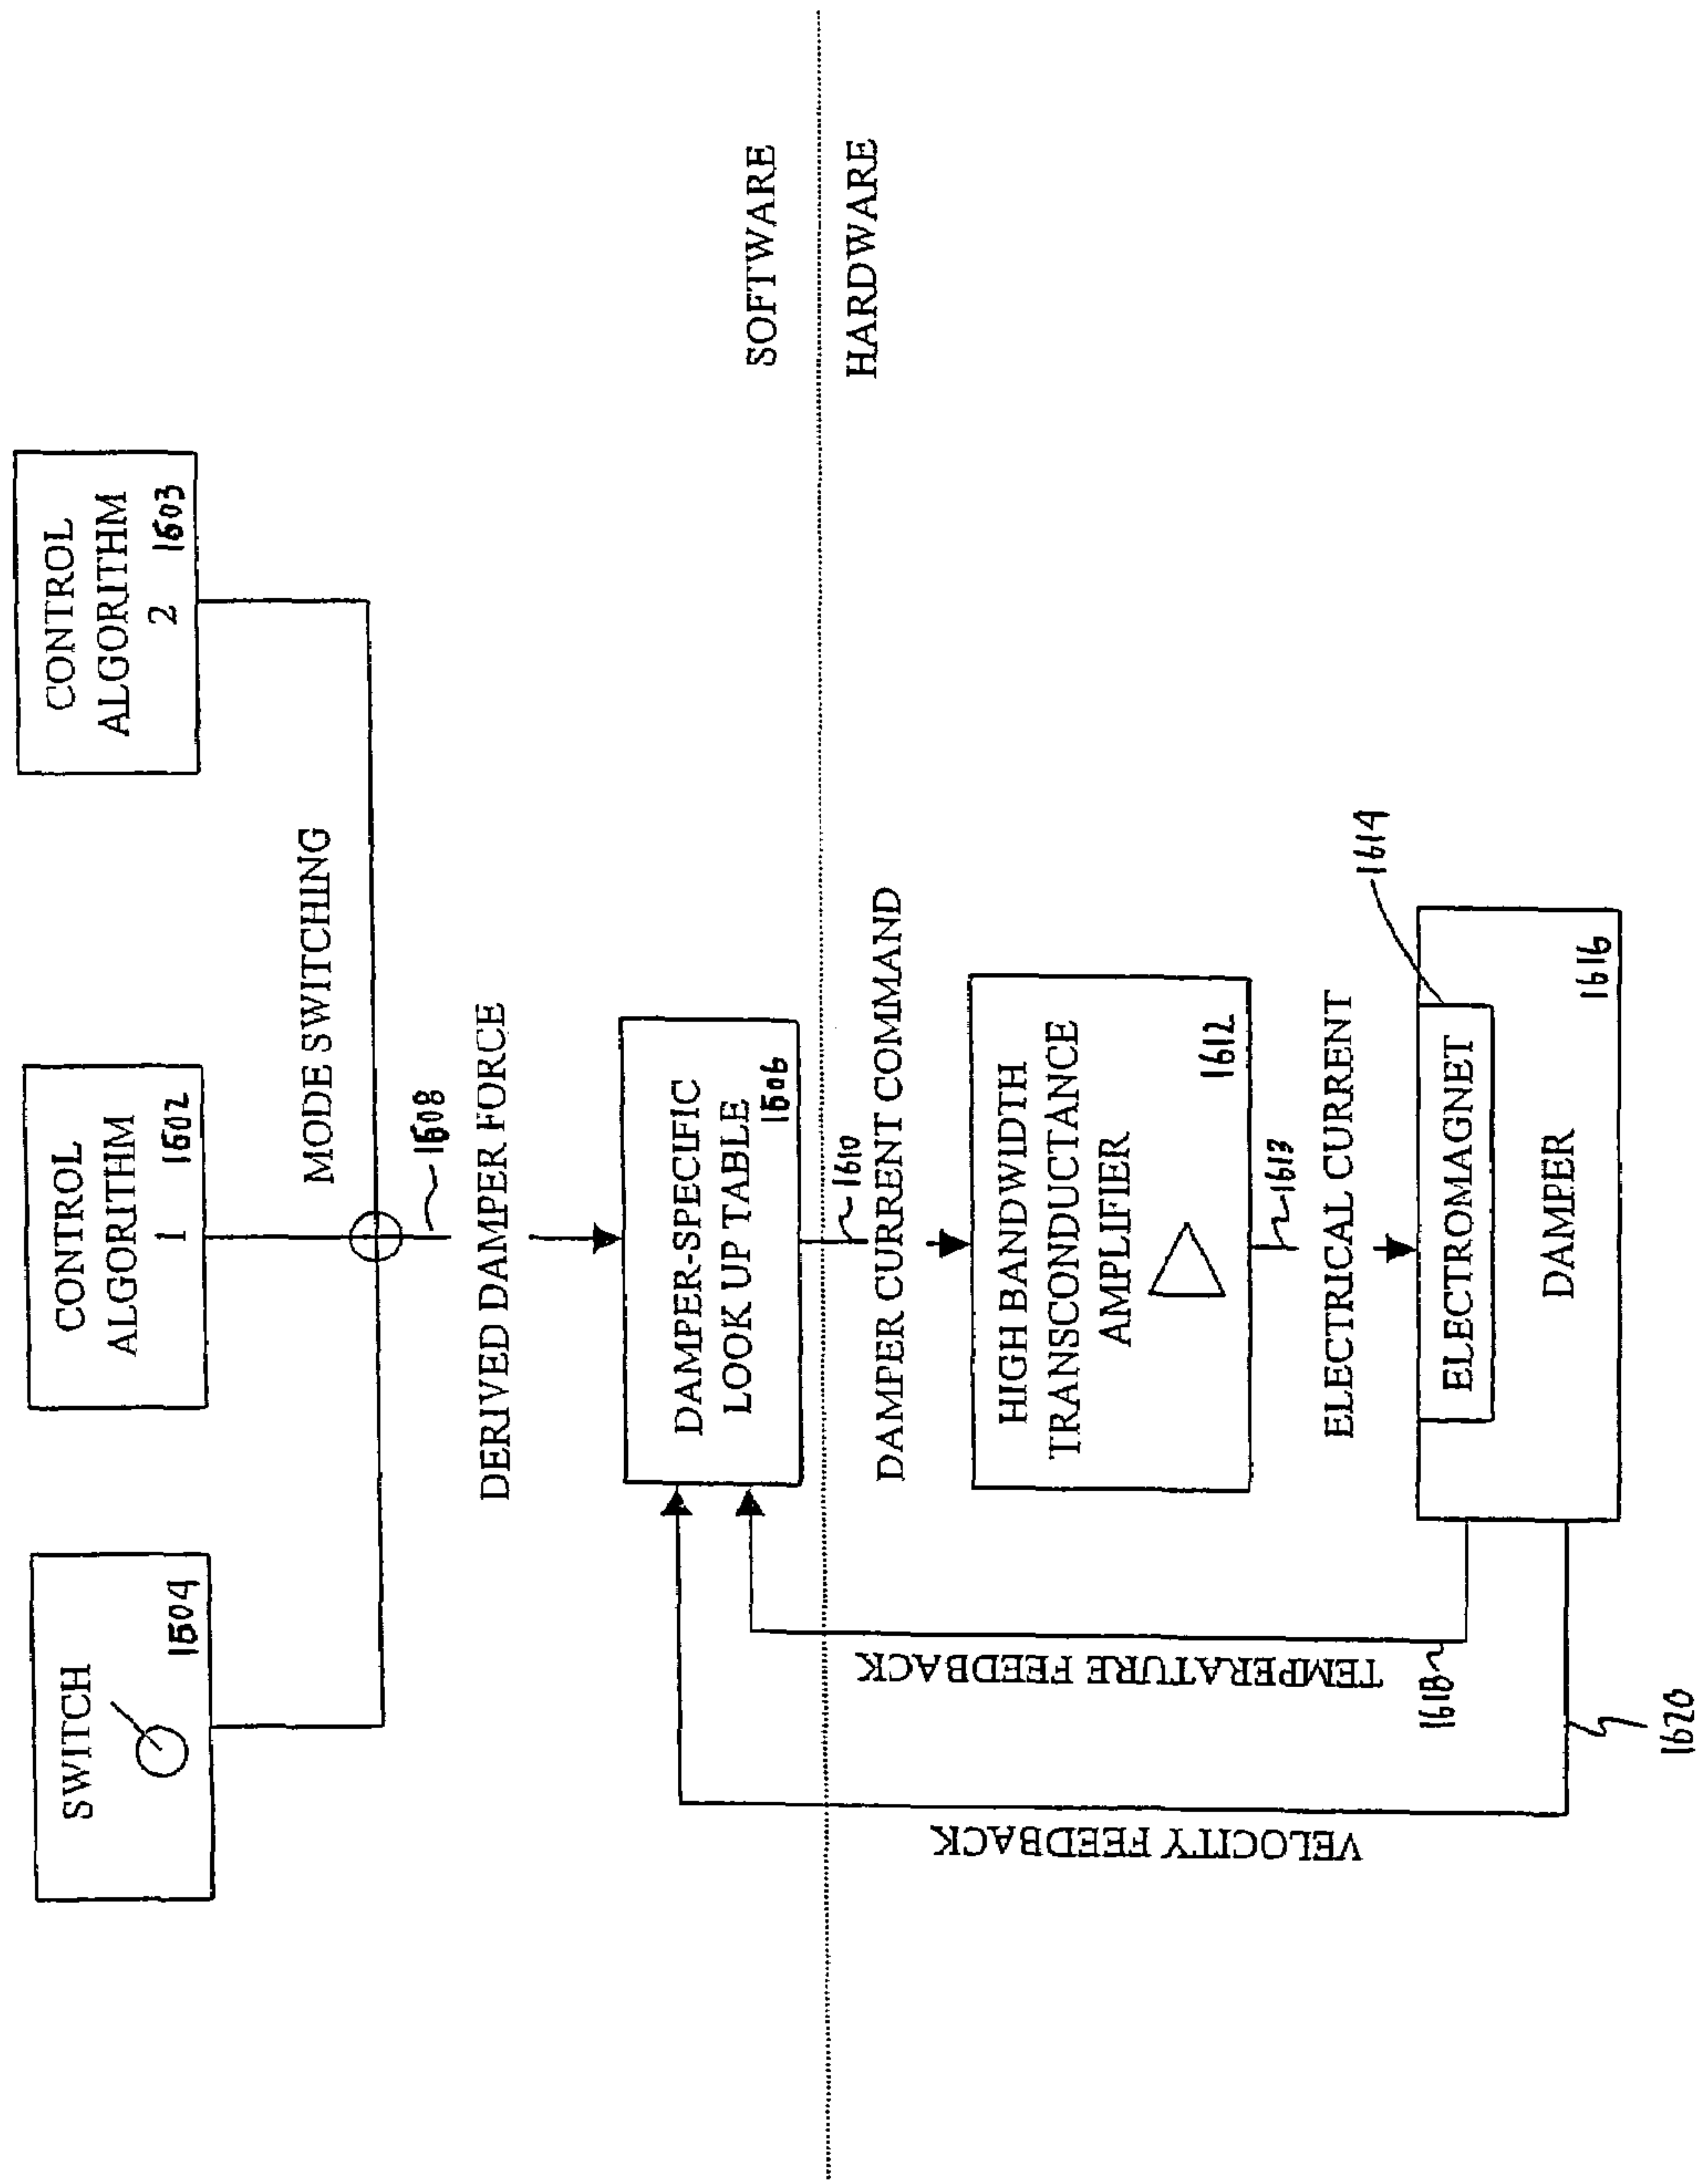 SWITCH
1604
CONTROL
ALGORITHM
1
1602
CONTROL
ALGORITHM
2
1603
MODE SWITCHING
1608
DERIVED DAMPER FORCE
DAMPER-SPECIFIC
LOOK UP TABLE
1606
SOFTWARE
HARDWARE
1610
DAMPER CURRENT COMMAND
HIGH BANDWIDTH
TRANSCONDUCTANCE
AMPLIFIER
1612
1613
ELECTRICAL CURRENT
ELECTROMAGNET
1614
DAMPER
1616
TEMPERATURE FEEDBACK
1618
VELOCITY FEEDBACK
1620